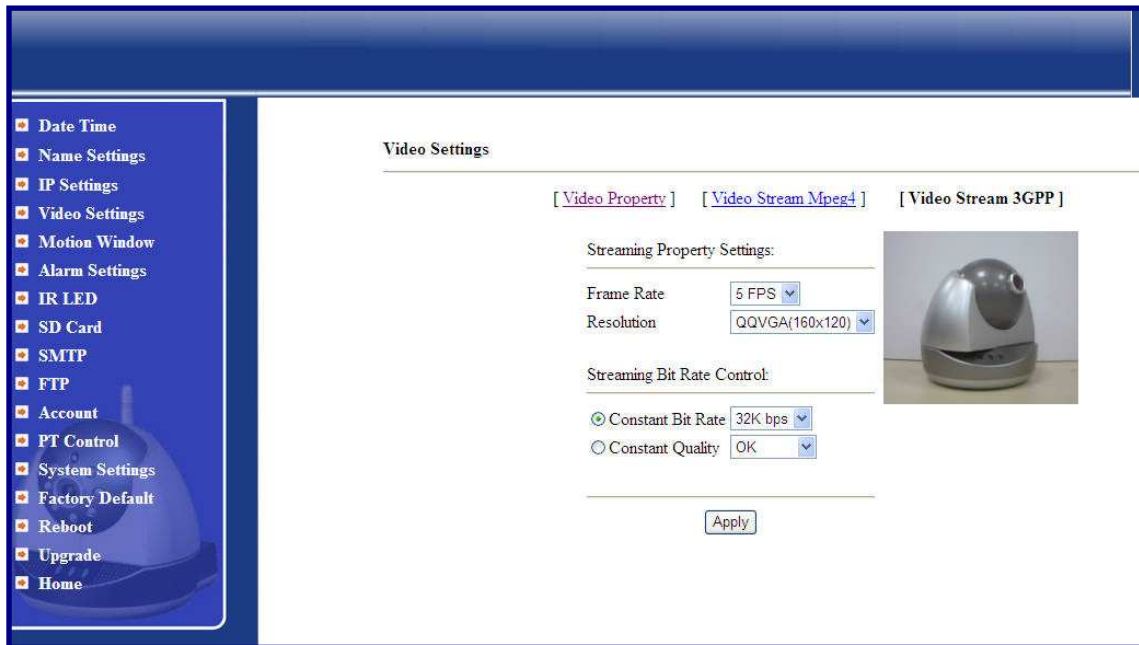 Date Time
Name Settings
IP Settings
Video Settings
Motion Window
Alarm Settings
IR LED
SD Card
SMTP
FTP
Account
PT Control
System Settings
Factory Default
Reboot
Upgrade
Home
Video Settings
[ Video Property ] [ Video Stream Mpeg4 ] [ Video Stream 3GPP ]
Streaming Property Settings:
Frame Rate 5 FPS
Resolution QQVGA(160x120)
Streaming Bit Rate Control:
Constant Bit Rate 32K bps
Constant Quality OK
Apply